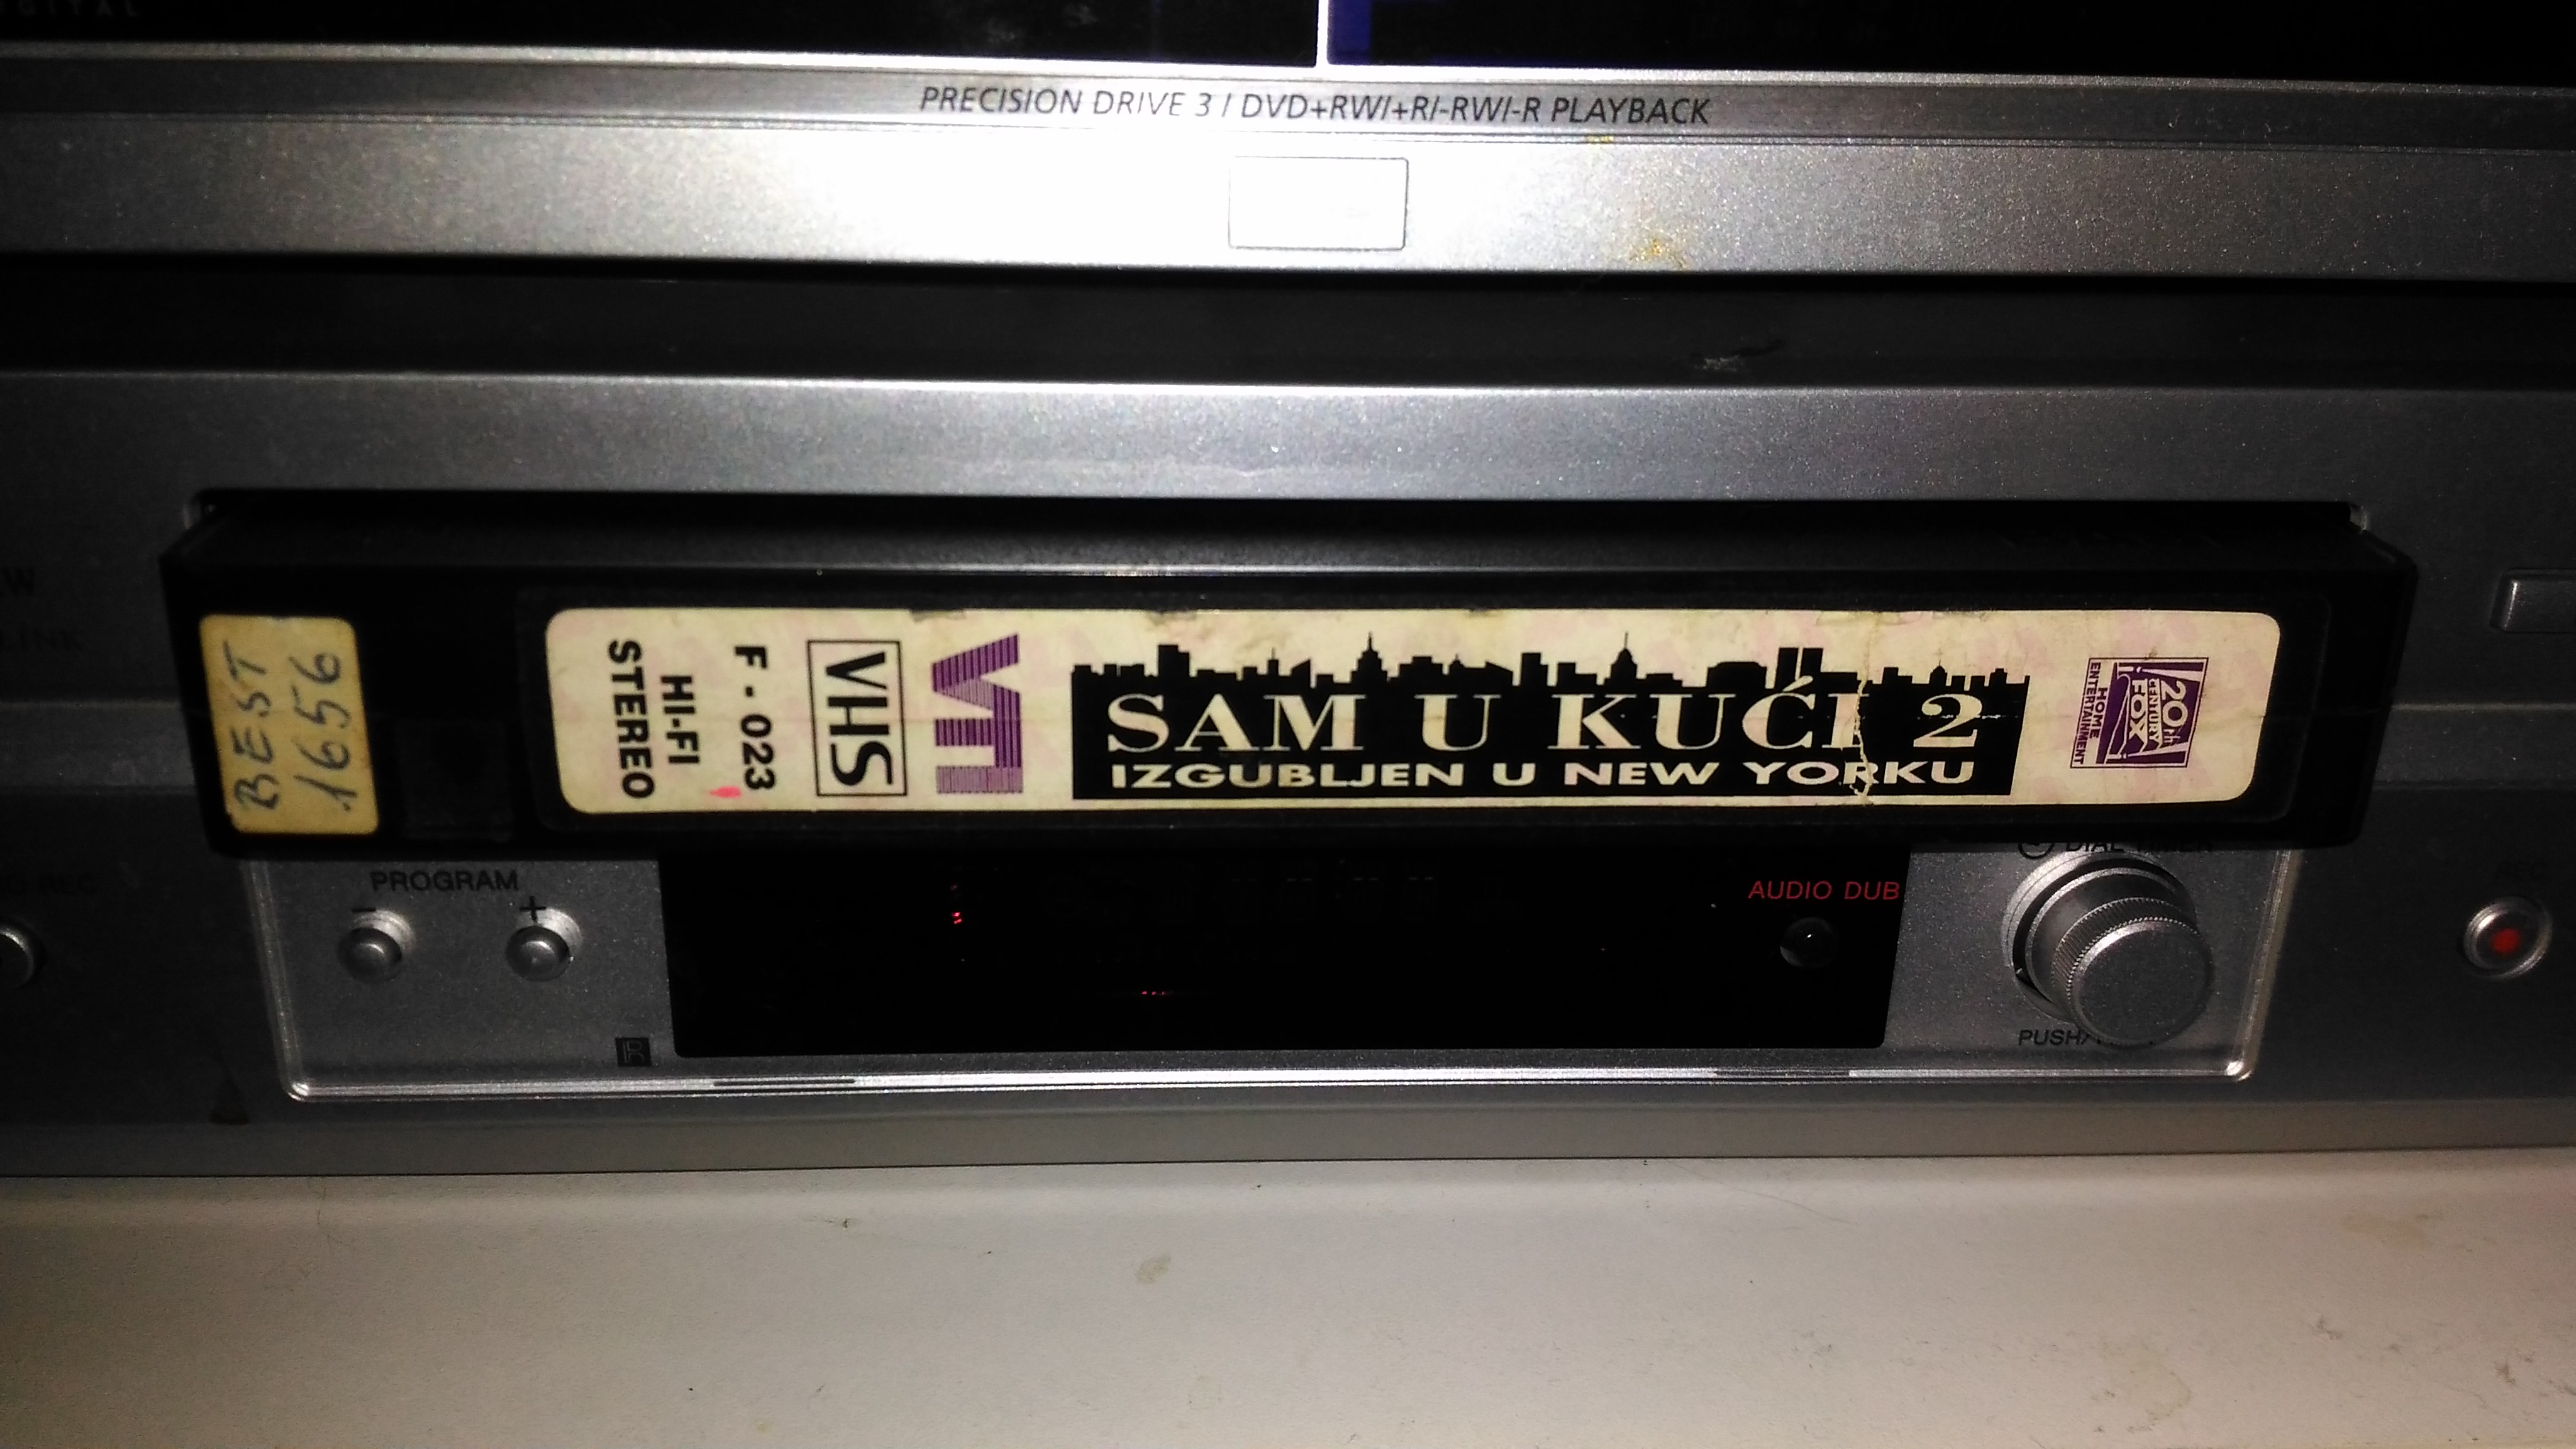 PRECISION DRIVE 3 / DVD+RW/+R/-RW/-R PLAYBACK
BEST
1656
HI-FI
STEREO
F - 023
VHS
VTI
SAM U KUĆI 2
IZGUBLJEN U NEW YORKU
20th
CENTURY
FOX
HOME
ENTERTAINMENT
PROGRAM
- +
AUDIO DUB
R